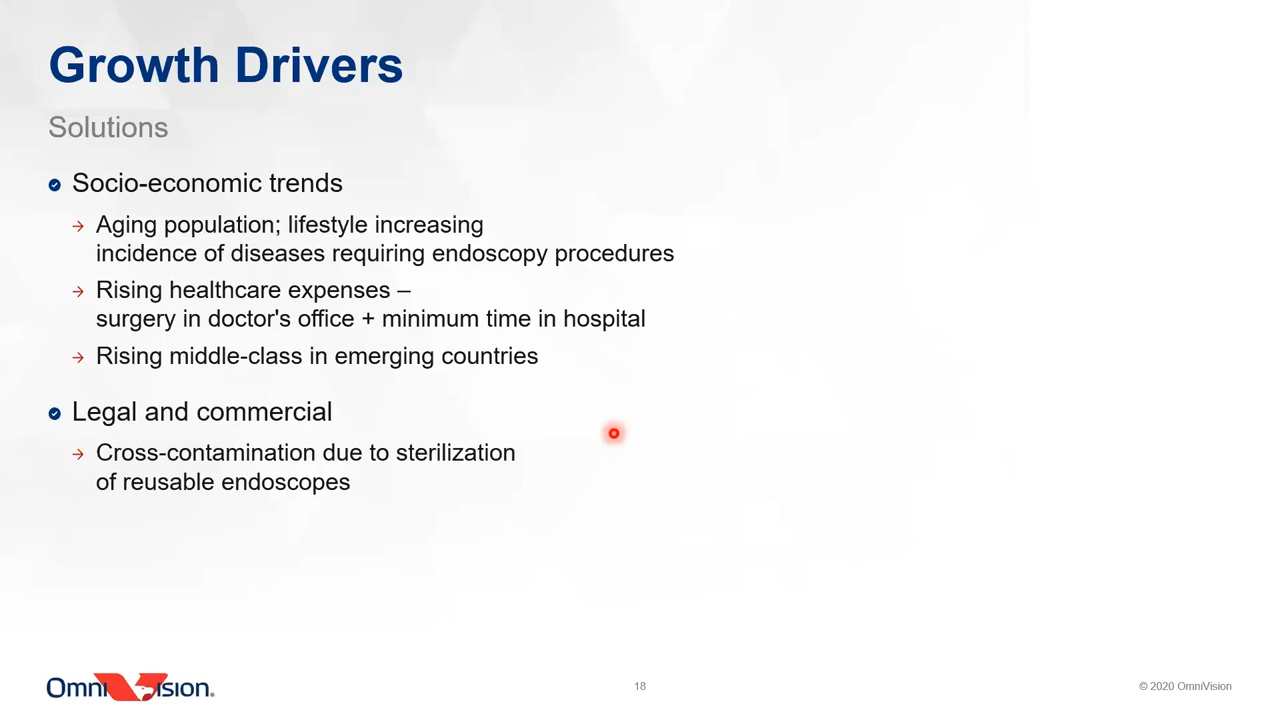 Growth Drivers
Solutions
Socio-economic trends
Aging population; lifestyle increasing
incidence of diseases requiring endoscopy procedures
Rising healthcare expenses –
surgery in doctor's office + minimum time in hospital
Rising middle-class in emerging countries
Legal and commercial
Cross-contamination due to sterilization
of reusable endoscopes
OmniVision®
18
© 2020 OmniVision